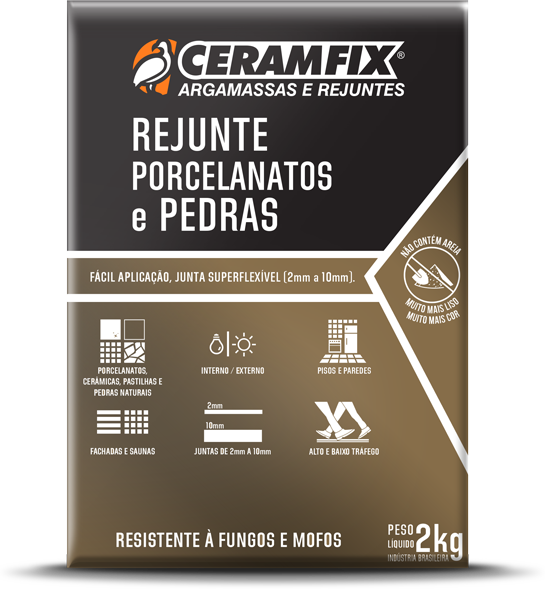 CERAMFIX®
ARGAMASSAS E REJUNTES
REJUNTE
PORCELANATOS
e PEDRAS
NÃO CONTÉM AREIA
MUITO MAIS LISO
MUITO MAIS COR
FÁCIL APLICAÇÃO, JUNTA SUPERFLEXÍVEL (2mm a 10mm).
PORCELANATOS,
CERÂMICAS, PASTILHAS E
PEDRAS NATURAIS
INTERNO / EXTERNO
PISOS E PAREDES
FACHADAS E SAUNAS
2mm
10mm
JUNTAS DE 2mm A 10mm
ALTO E BAIXO TRÁFEGO
RESISTENTE À FUNGOS E MOFOS
PESO
LÍQUIDO
2kg
INDÚSTRIA BRASILEIRA